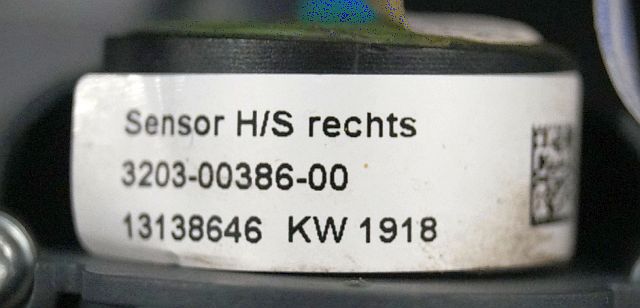 Sensor H/S rechts
3203-00386-00
13138646 KW 1918